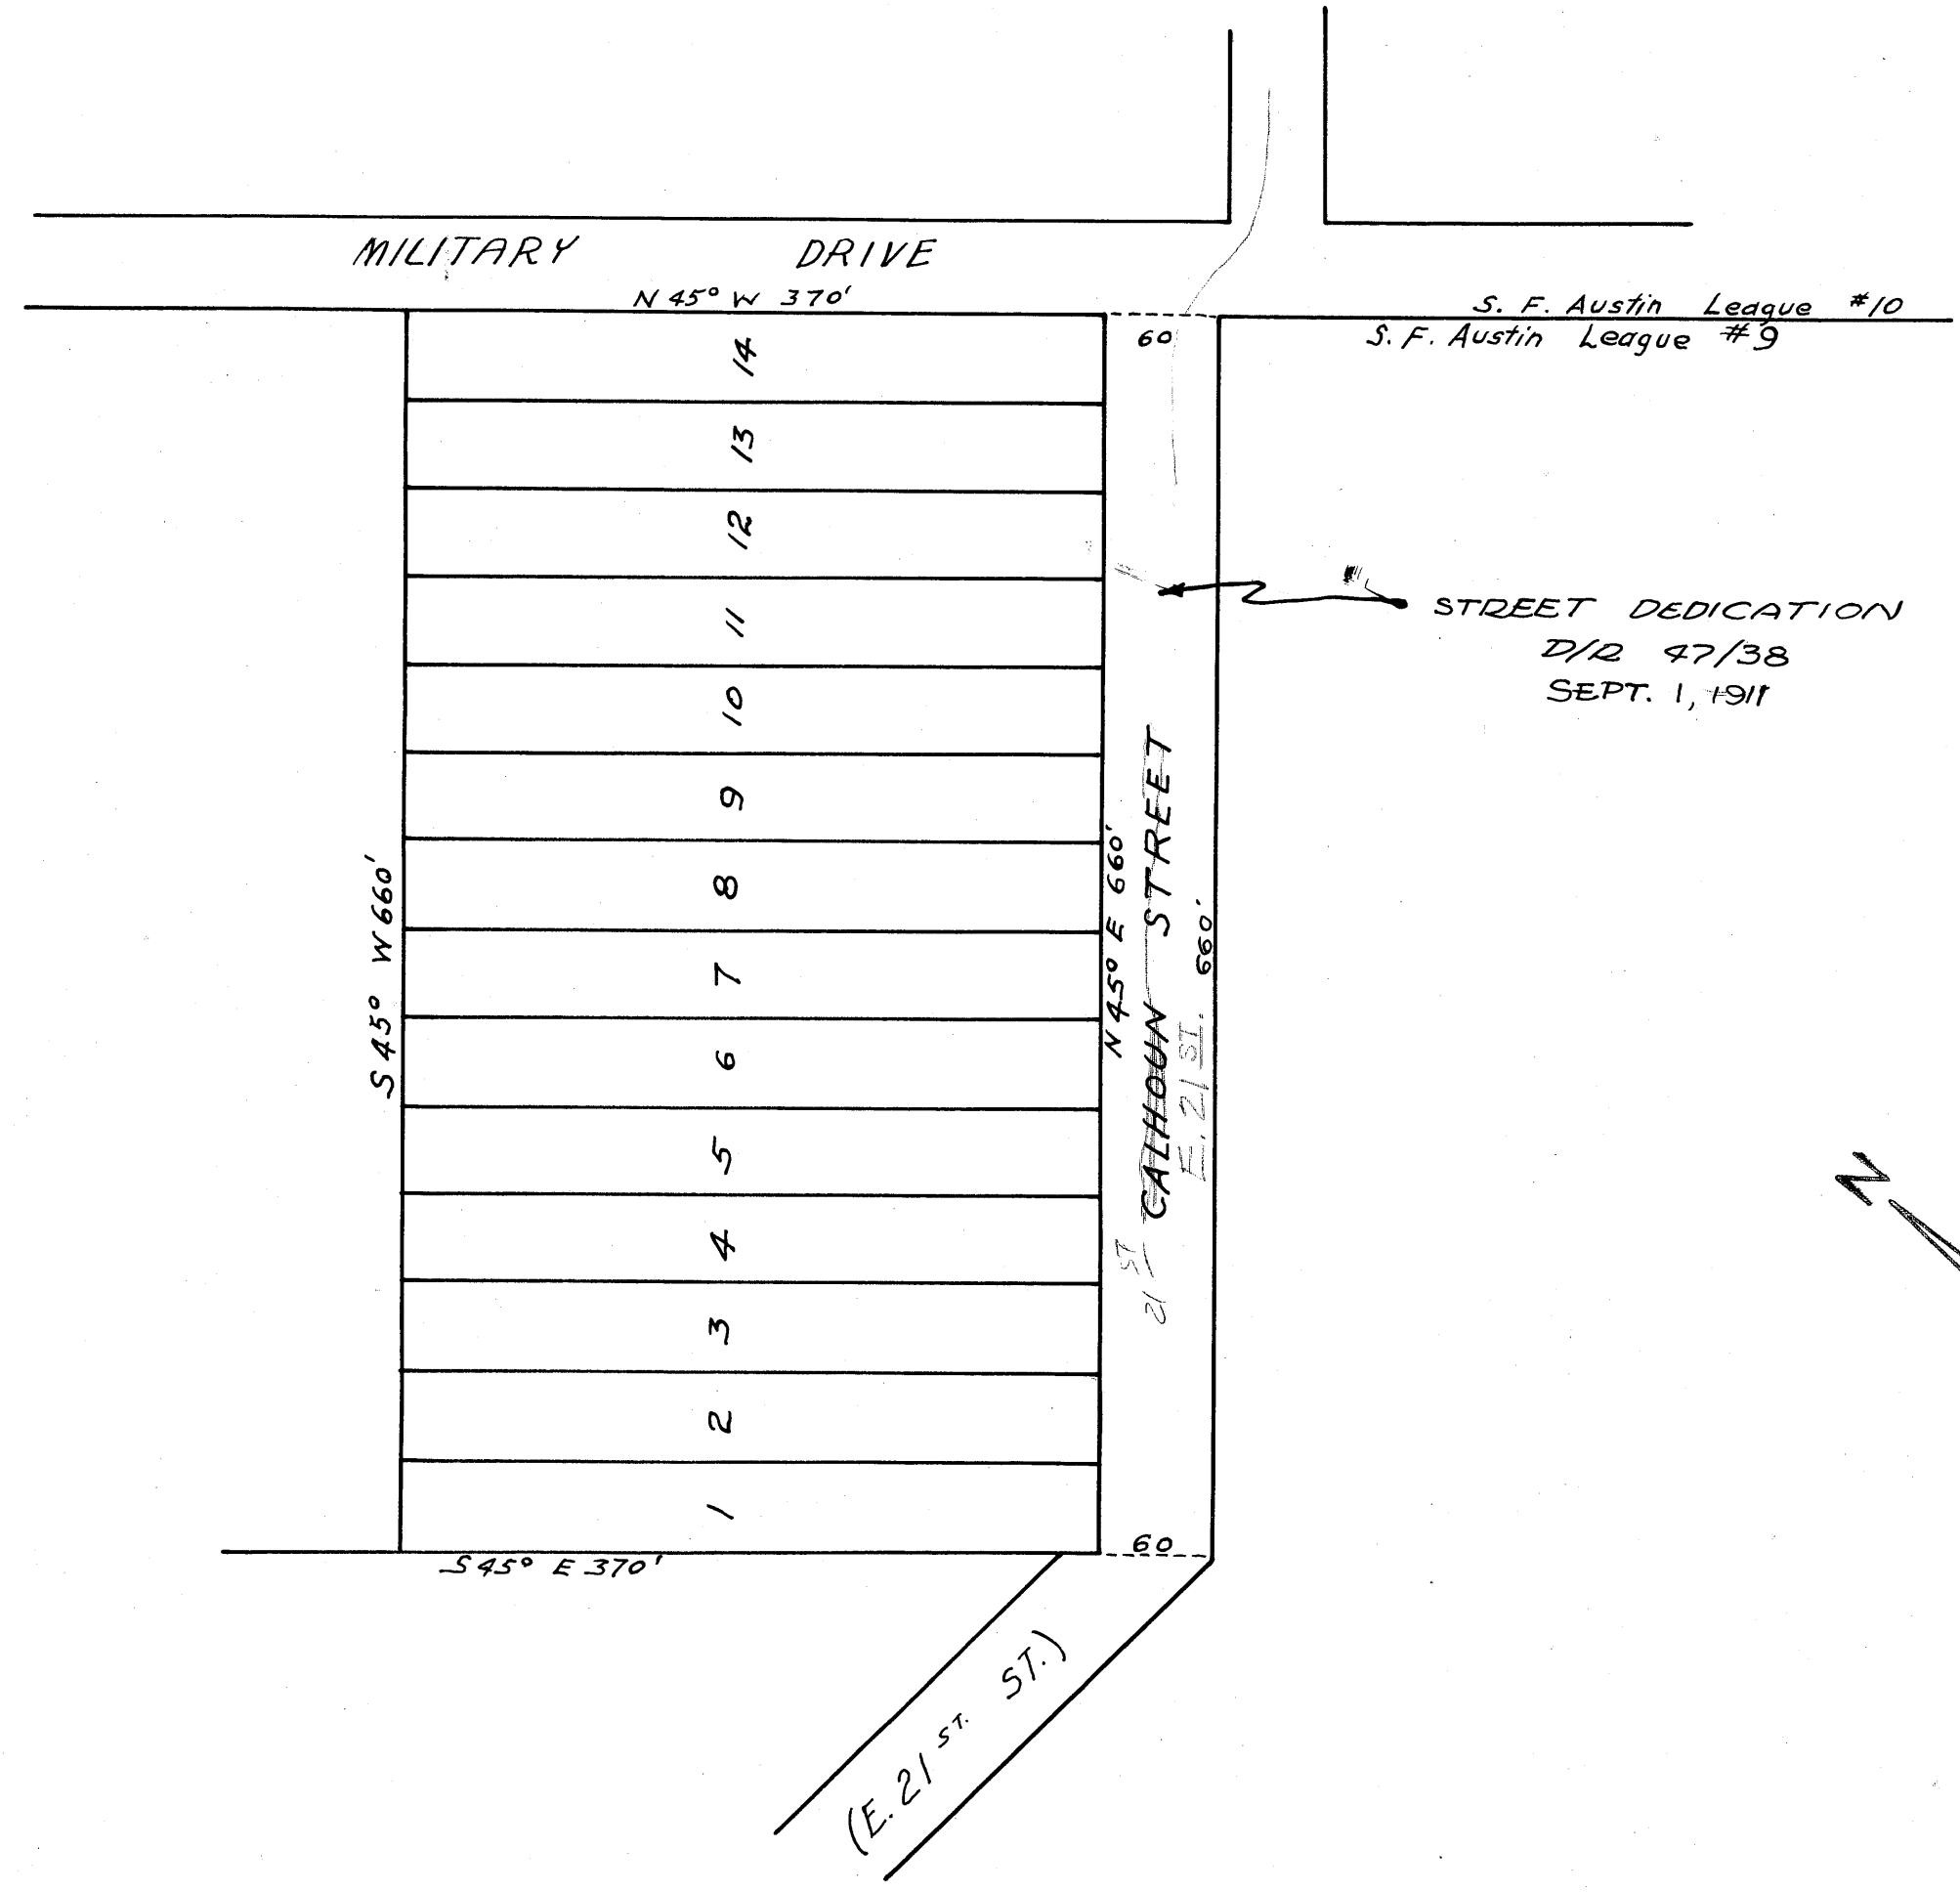 MILITARY DRIVE
N 45° W 370'
S. F. Austin League #10
S. F. Austin League #9
60
14
13
12
11
10
9
8
7
6
5
4
3
2
1
STREET DEDICATION
D/R 47/38
SEPT. 1, 1911
S 45° W 660'
N 45° E 660'
CALHOUN STREET
E. 21 ST.
660'
21 ST
60
S 45° E 370'
(E. 21 ST. ST.)
N